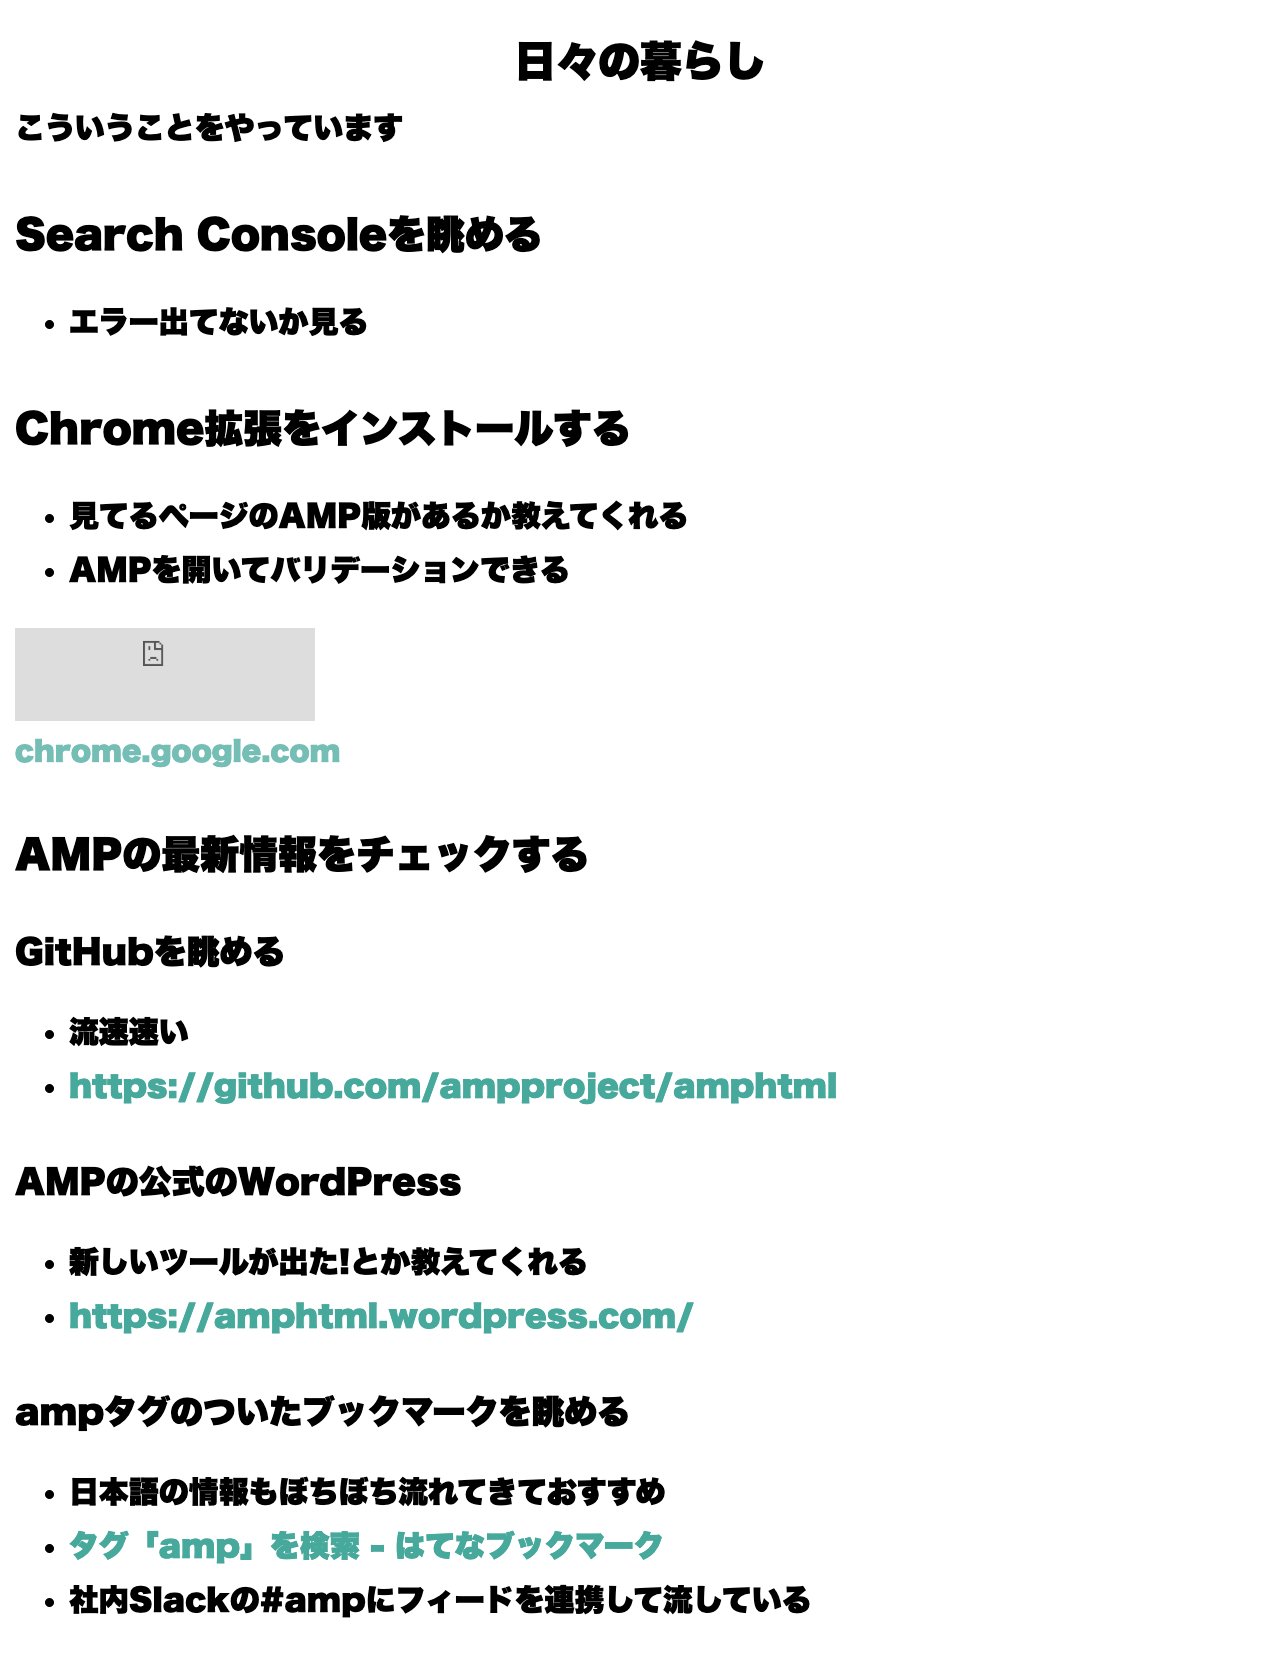 日々の暮らし
こういうことをやっています
Search Consoleを眺める
エラー出てないか見る
Chrome拡張をインストールする
見てるページのAMP版があるか教えてくれる
AMPを開いてバリデーションできる
chrome.google.com
AMPの最新情報をチェックする
GitHubを眺める
流速速い
https://github.com/ampproject/amphtml
AMPの公式のWordPress
新しいツールが出た!とか教えてくれる
https://amphtml.wordpress.com/
ampタグのついたブックマークを眺める
日本語の情報もぼちぼち流れてきておすすめ
タグ「amp」を検索 - はてなブックマーク
社内Slackの#ampにフィードを連携して流している